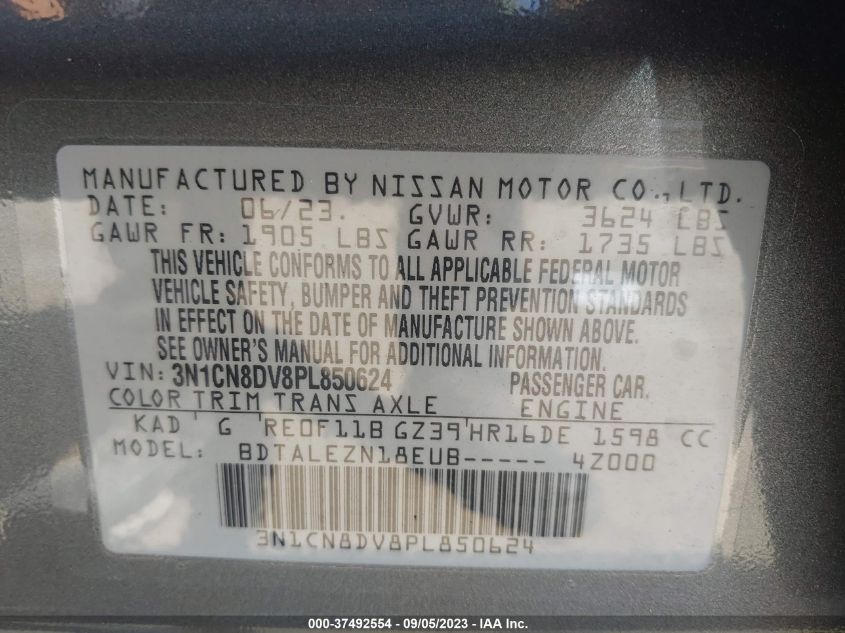 MANUFACTURED BY NISSAN MOTOR CO., LTD.
DATE: 06/23. GVWR: 3624 LBS
GAWR FR: 1905 LBS GAWR RR: 1735 LBS
THIS VEHICLE CONFORMS TO ALL APPLICABLE FEDERAL MOTOR
VEHICLE SAFETY, BUMPER AND THEFT PREVENTION STANDARDS
IN EFFECT ON THE DATE OF MANUFACTURE SHOWN ABOVE.
SEE OWNER'S MANUAL FOR ADDITIONAL INFORMATION.
VIN: 3N1CN8DV8PL850624 PASSENGER CAR.
COLOR TRIM TRANS AXLE ENGINE
KAD G RE0F11B GZ39 HR16DE 1598 CC
MODEL: BDTALEZN18EUB----- 4Z000
3N1CN8DV8PL850624
000-37492554 - 09/05/2023 - IAA, Inc.